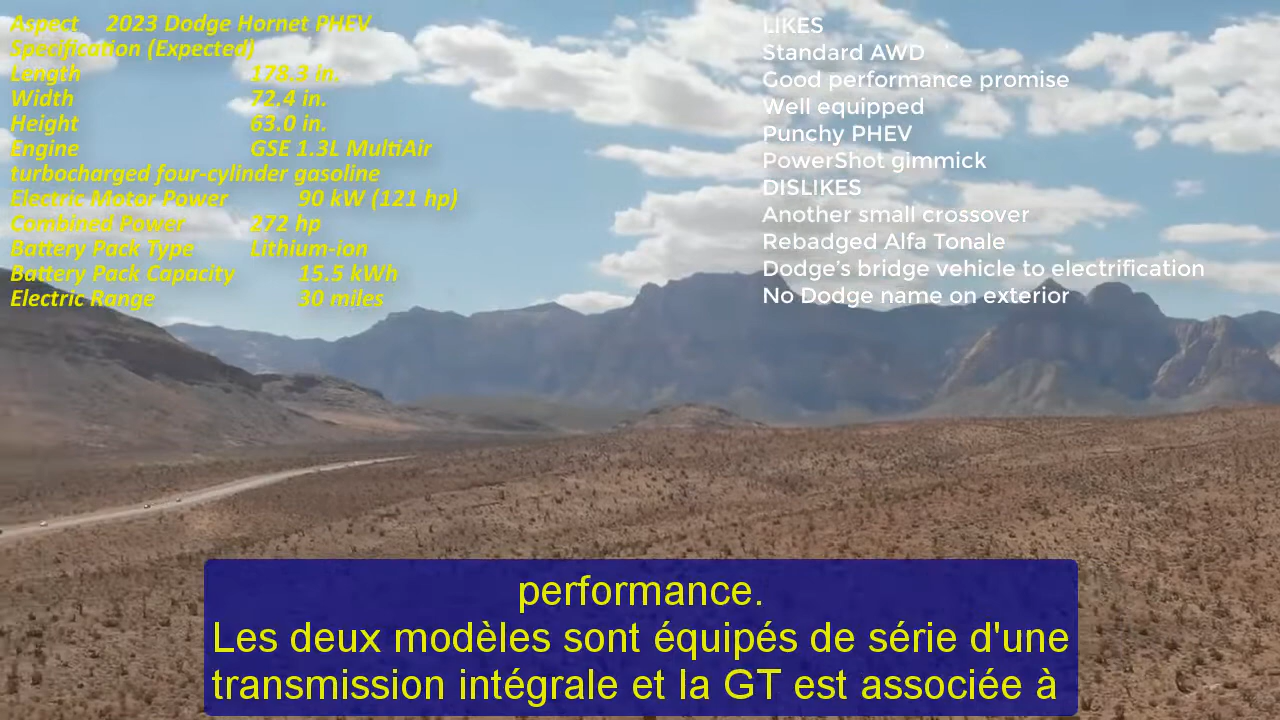 Aspect 2023 Dodge Hornet PHEV
Specification (Expected)
Length 178.3 in.
Width 72.4 in.
Height 63.0 in.
Engine GSE 1.3L MultiAir
turbocharged four-cylinder gasoline
Electric Motor Power 90 kW (121 hp)
Combined Power 272 hp
Battery Pack Type Lithium-ion
Battery Pack Capacity 15.5 kWh
Electric Range 30 miles
LIKES
Standard AWD
Good performance promise
Well equipped
Punchy PHEV
PowerShot gimmick
DISLIKES
Another small crossover
Rebadged Alfa Tonale
Dodge’s bridge vehicle to electrification
No Dodge name on exterior
performance.
Les deux modèles sont équipés de série d'une
transmission intégrale et la GT est associée à